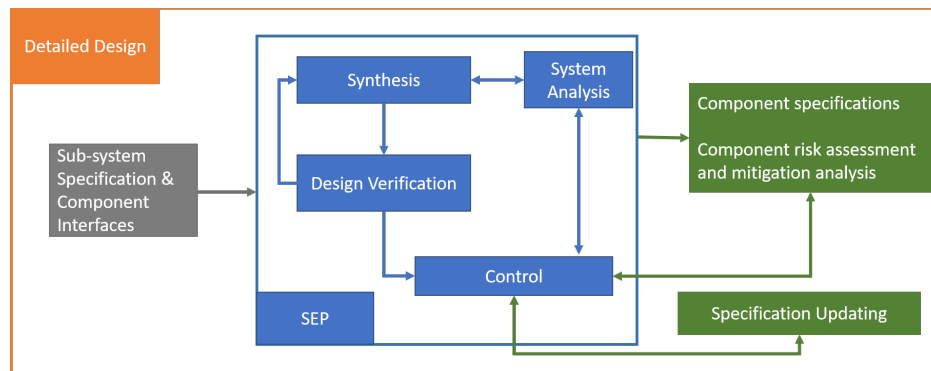 Detailed Design
Synthesis
System
Analysis
Component specifications
Component risk assessment
and mitigation analysis
Sub-system
Specification &
Component
Interfaces
Design Verification
Control
SEP
Specification Updating